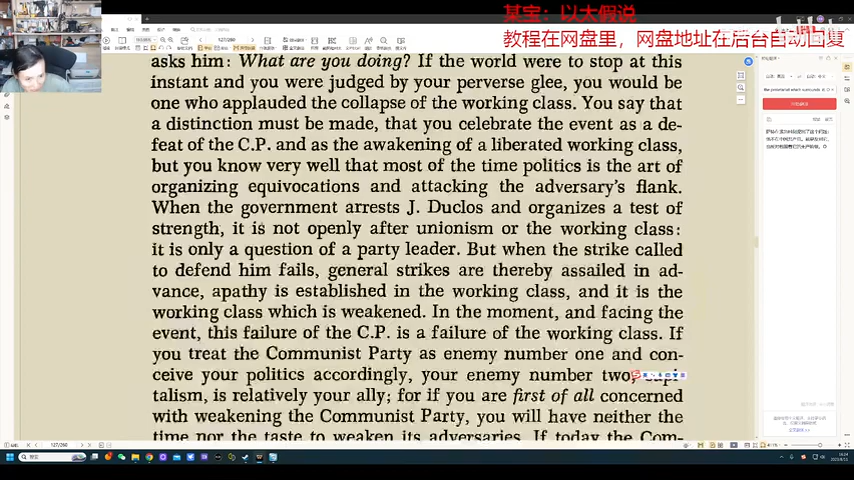 某宝：以太假说
教程在网盘里，网盘地址在后台自动回复
asks him: What are you doing? If the world were to stop at this
instant and you were judged by your perverse glee, you would be
one who applauded the collapse of the working class. You say that
a distinction must be made, that you celebrate the event as a de-
feat of the C.P. and as the awakening of a liberated working class,
but you know very well that most of the time politics is the art of
organizing equivocations and attacking the adversary's flank.
When the government arrests J. Duclos and organizes a test of
strength, it is not openly after unionism or the working class:
it is only a question of a party leader. But when the strike called
to defend him fails, general strikes are thereby assailed in ad-
vance, apathy is established in the working class, and it is the
working class which is weakened. In the moment, and facing the
event, this failure of the C.P. is a failure of the working class. If
you treat the Communist Party as enemy number one and con-
ceive your politics accordingly, your enemy number two,
talism, is relatively your ally; for if you are first of all concerned
with weakening the Communist Party, you will have neither the
time nor the taste to weaken its adversaries. If today the Com-
127/260